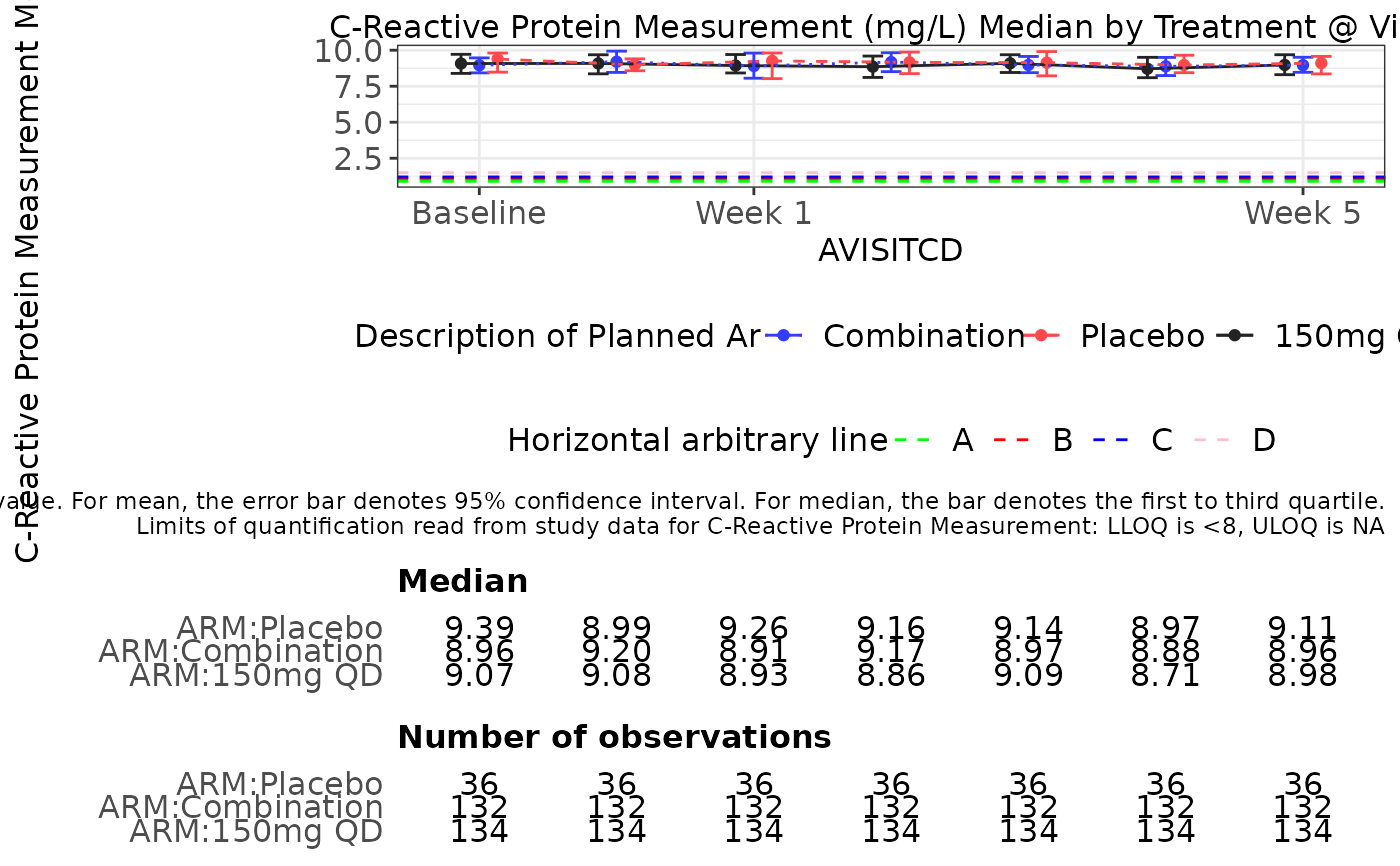 C-Reactive Protein Measurement (mg/L) Median by Treatment @ Vi
C-Reactive Protein Measurement M
10.0
7.5
5.0
2.5
Baseline Week 1 Week 5
AVISITCD
Description of Planned Ar Combination Placebo 150mg
Horizontal arbitrary line A B C D
For mean, the error bar denotes 95% confidence interval. For median, the bar denotes the first to third quartile.
Limits of quantification read from study data for C-Reactive Protein Measurement: LLOQ is <8, ULOQ is NA
Median
ARM:Placebo 9.39 8.99 9.26 9.16 9.14 8.97 9.11
ARM:Combination 8.96 9.20 8.91 9.17 8.97 8.88 8.96
ARM:150mg QD 9.07 9.08 8.93 8.86 9.09 8.71 8.98
Number of observations
ARM:Placebo 36 36 36 36 36 36 36
ARM:Combination 132 132 132 132 132 132 132
ARM:150mg QD 134 134 134 134 134 134 134